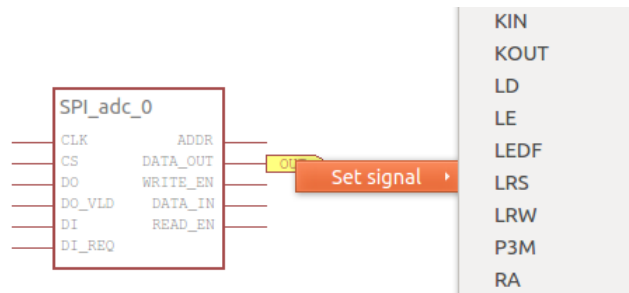 SPI_adc_0
CLK ADDR
CS DATA_OUT
DO WRITE_EN
DO_VLD DATA_IN
DI READ_EN
DI_REQ
Set signal
KIN
KOUT
LD
LE
LEDF
LRS
LRW
P3M
RA